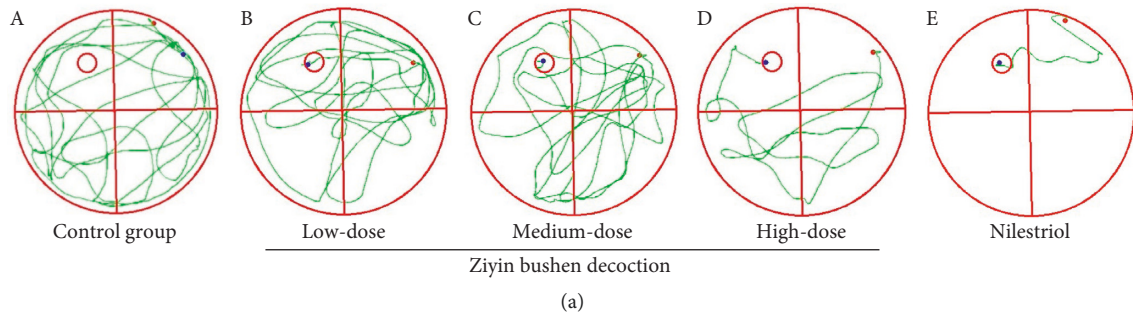 A B C D E
Control group Low-dose Medium-dose High-dose Nilestriol
Ziyin bushen decoction
(a)